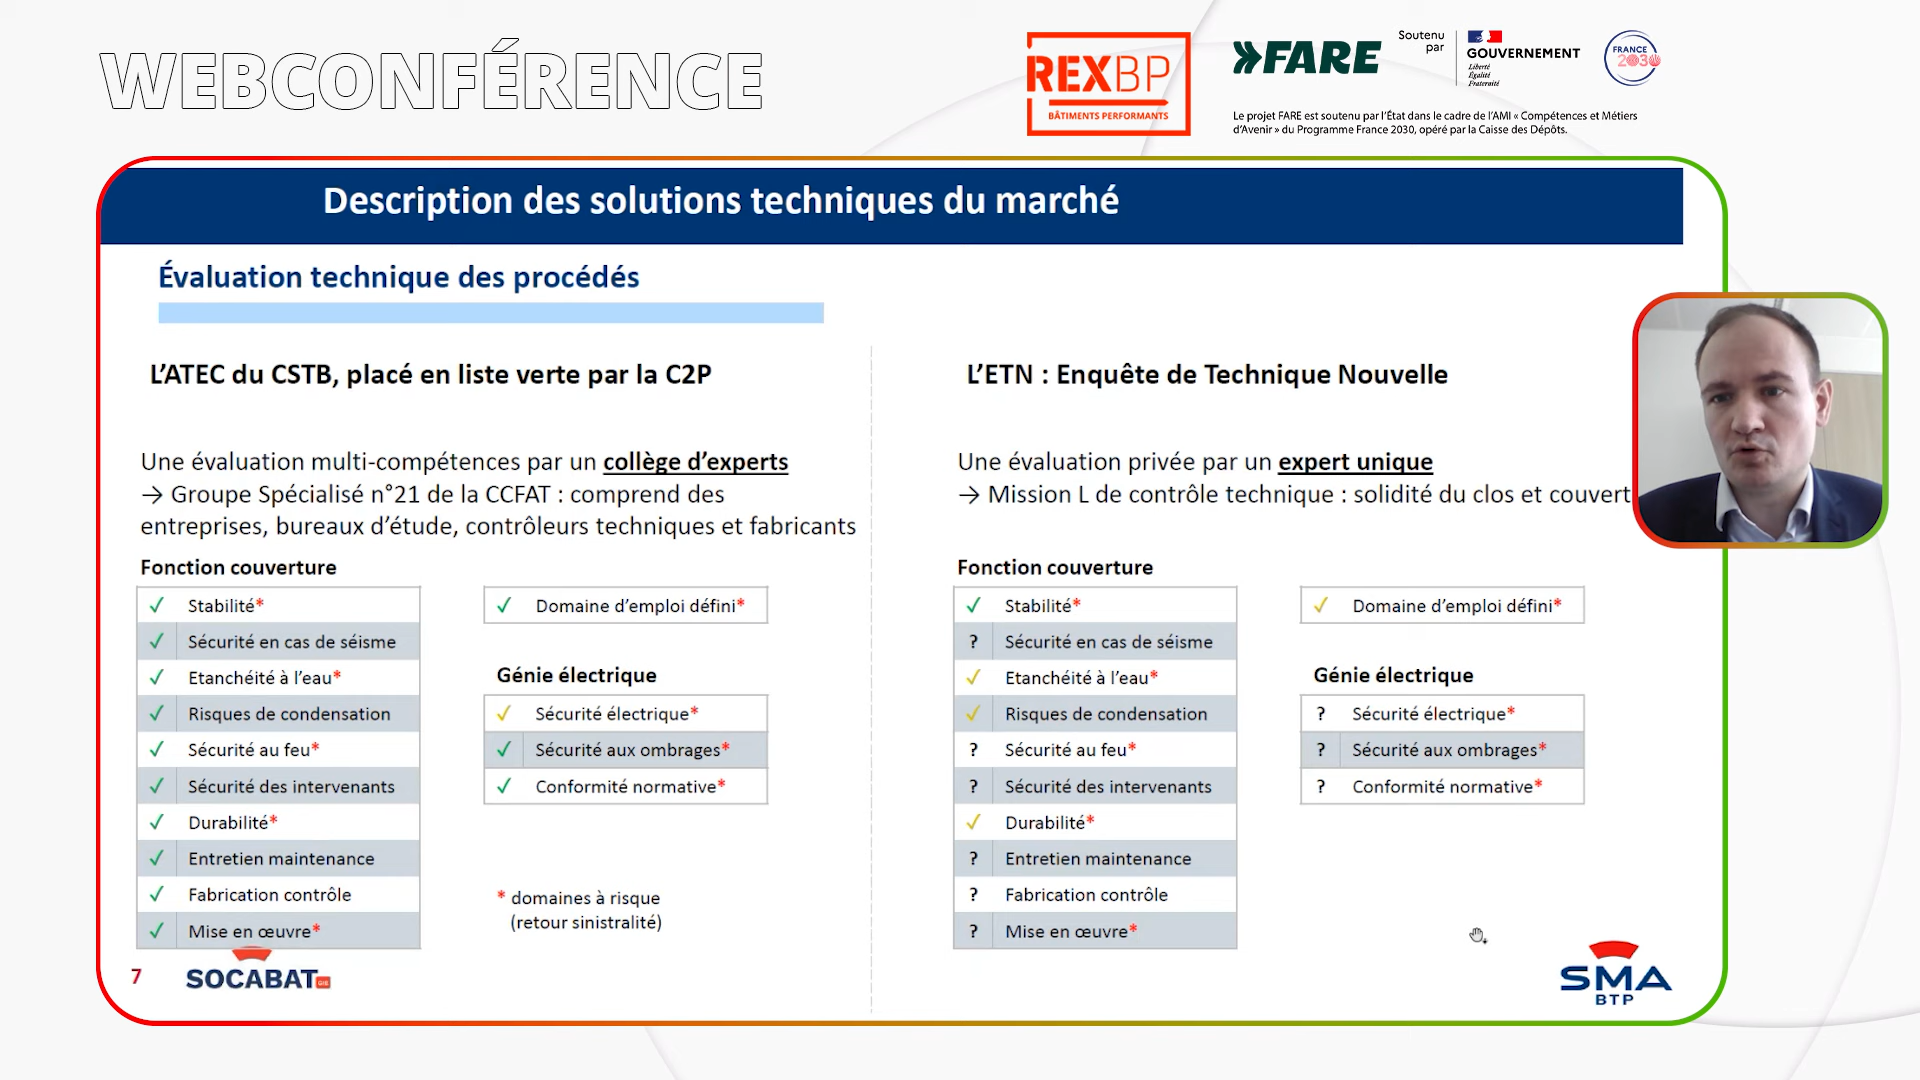 WEBCONFÉRENCE
REXBP
BÂTIMENTS PERFORMANTS
FARE
Soutenu
par
GOUVERNEMENT
Liberté
Égalité
Fraternité
FRANCE
2030
Le projet FARE est soutenu par l'État dans le cadre de l'AMI « Compétences et Métiers
d'Avenir » du Programme France 2030, opéré par la Caisse des Dépôts.
Description des solutions techniques du marché
Évaluation technique des procédés
L'ATEC du CSTB, placé en liste verte par la C2P
Une évaluation multi-compétences par un collège d'experts
→ Groupe Spécialisé n°21 de la CCFAT : comprend des
entreprises, bureaux d'étude, contrôleurs techniques et fabricants
Fonction couverture
✓ Stabilité*
✓ Sécurité en cas de séisme
✓ Etanchéité à l'eau*
✓ Risques de condensation
✓ Sécurité au feu*
✓ Sécurité des intervenants
✓ Durabilité*
✓ Entretien maintenance
✓ Fabrication contrôle
✓ Mise en œuvre*
✓ Domaine d'emploi défini*
Génie électrique
✓ Sécurité électrique*
✓ Sécurité aux ombrages*
✓ Conformité normative*
* domaines à risque
(retour sinistralité)
L'ETN : Enquête de Technique Nouvelle
Une évaluation privée par un expert unique
→ Mission L de contrôle technique : solidité du clos et couvert
Fonction couverture
✓ Stabilité*
? Sécurité en cas de séisme
✓ Etanchéité à l'eau*
✓ Risques de condensation
? Sécurité au feu*
? Sécurité des intervenants
✓ Durabilité*
? Entretien maintenance
? Fabrication contrôle
? Mise en œuvre*
✓ Domaine d'emploi défini*
Génie électrique
? Sécurité électrique*
? Sécurité aux ombrages*
? Conformité normative*
7
SOCABAT GIE
SMA
BTP